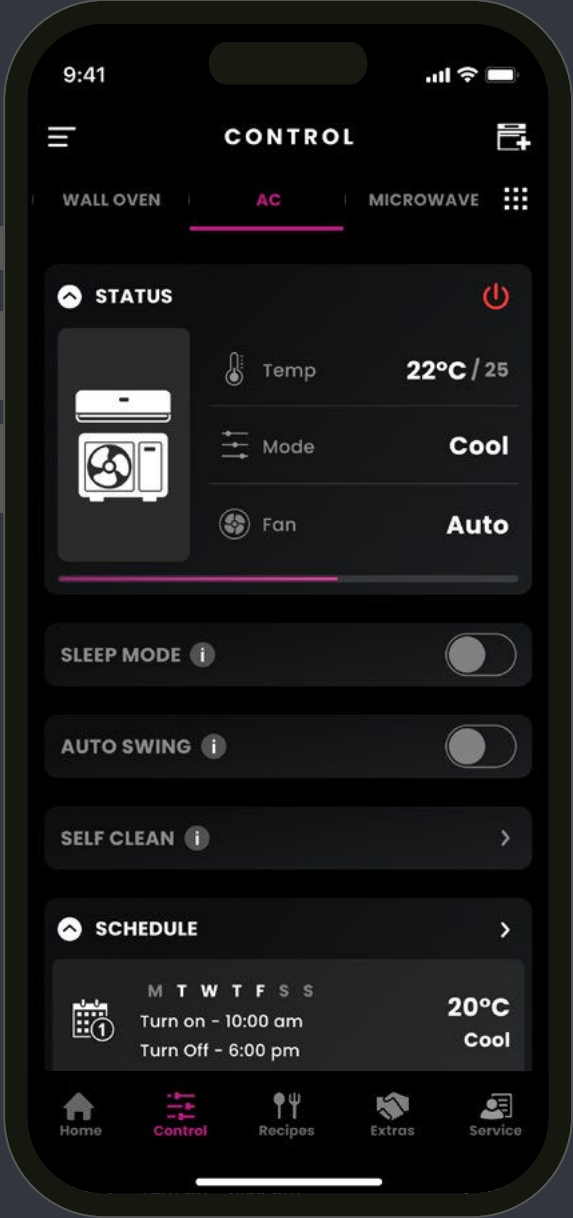 9:41
CONTROL
WALL OVEN
AC
MICROWAVE
STATUS
Temp
22°C / 25
Mode
Cool
Fan
Auto
SLEEP MODE i
AUTO SWING i
SELF CLEAN i
SCHEDULE
M T W T F S S
1
Turn on - 10:00 am
Turn Off - 6:00 pm
20°C
Cool
Home
Control
Recipes
Extras
Service